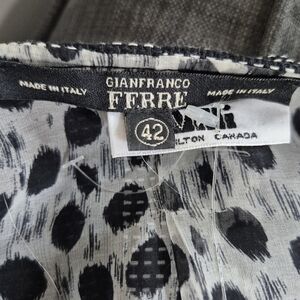 MADE IN ITALY
GIANFRANCO
FERRE
MADE IN ITALY
42
LTON CANADA